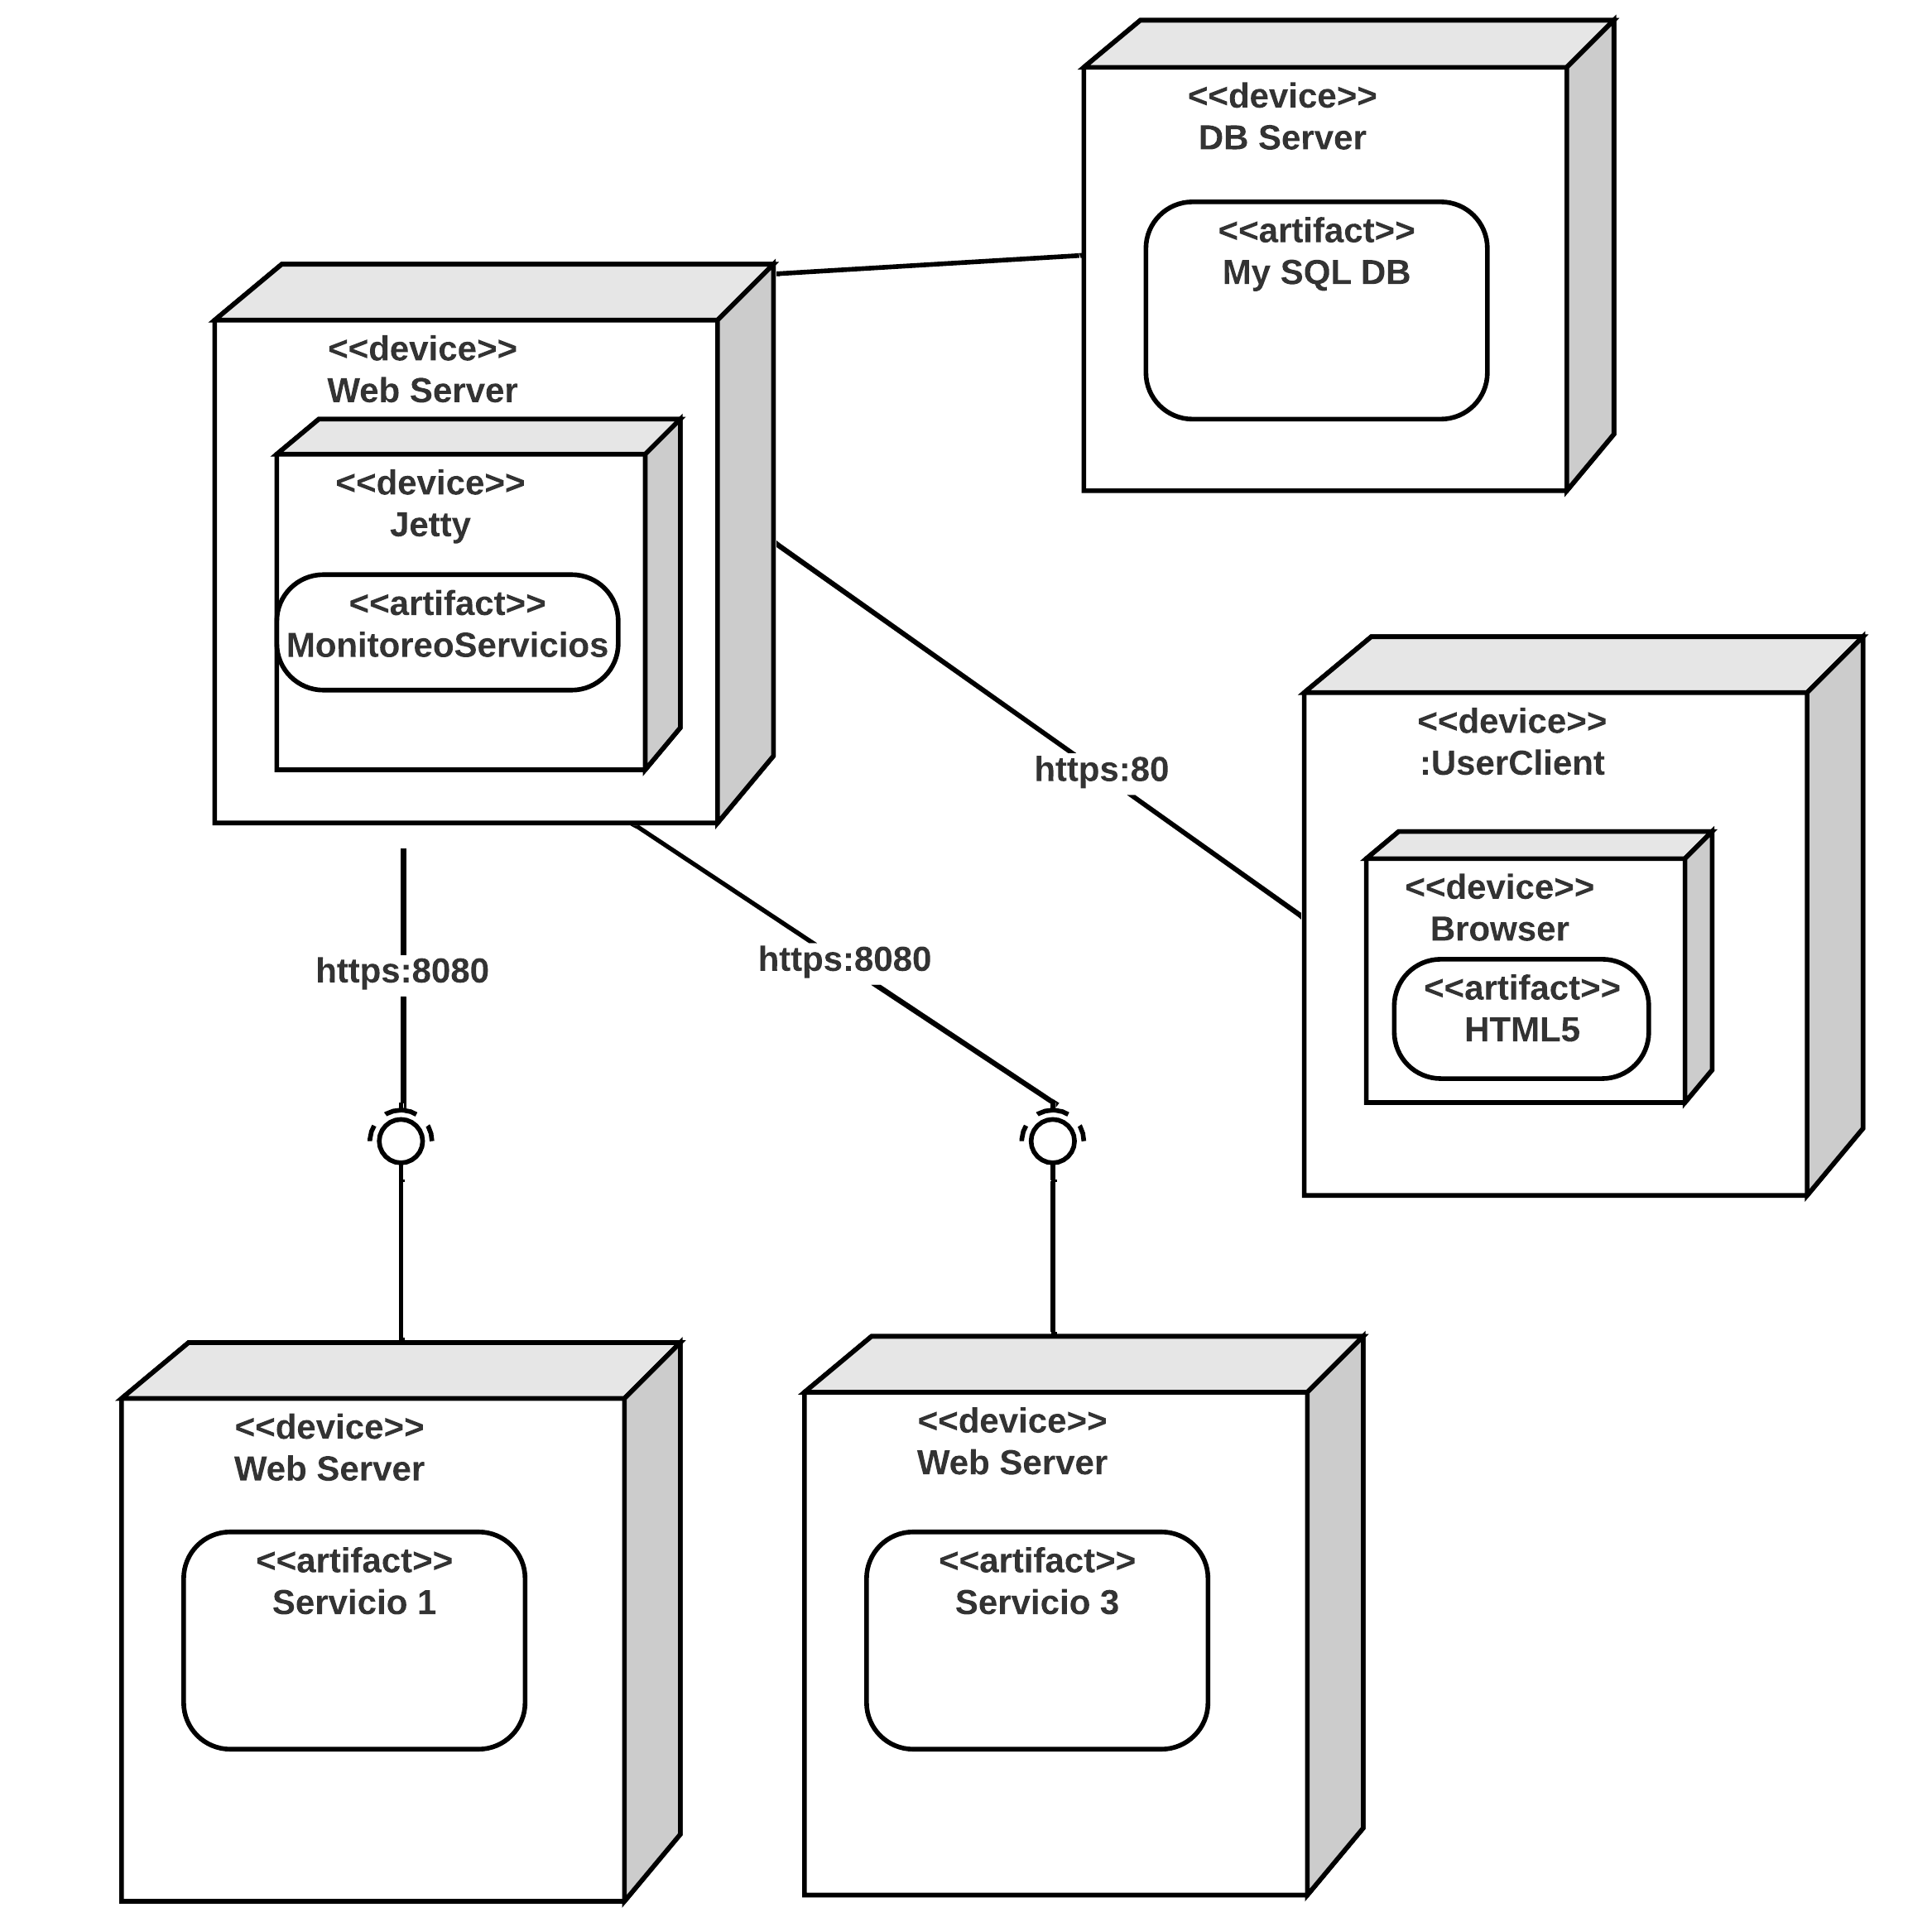 <<device>>
DB Server
<<artifact>>
My SQL DB
<<device>>
Web Server
<<device>>
Jetty
<<artifact>>
MonitoreoServicios
<<device>>
:UserClient
https:80
<<device>>
Browser
<<artifact>>
HTML5
https:8080
https:8080
<<device>>
Web Server
<<artifact>>
Servicio 1
<<device>>
Web Server
<<artifact>>
Servicio 3